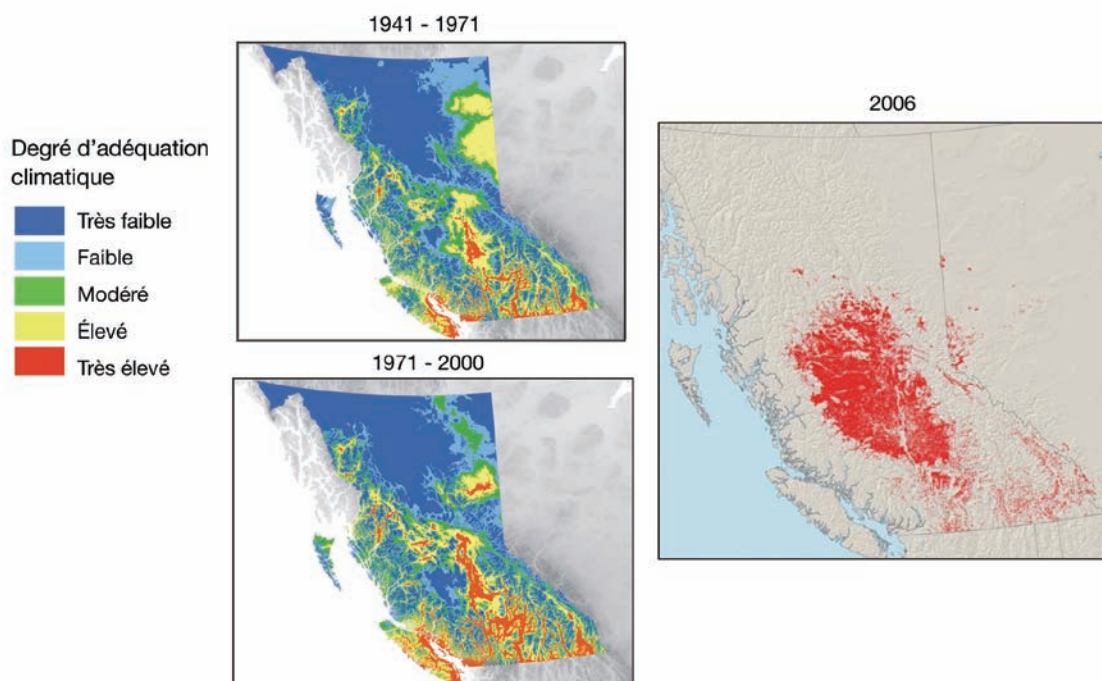 1941 - 1971
2006
Degré d'adéquation
climatique
Très faible
Faible
Modéré
Élevé
Très élevé
1971 - 2000